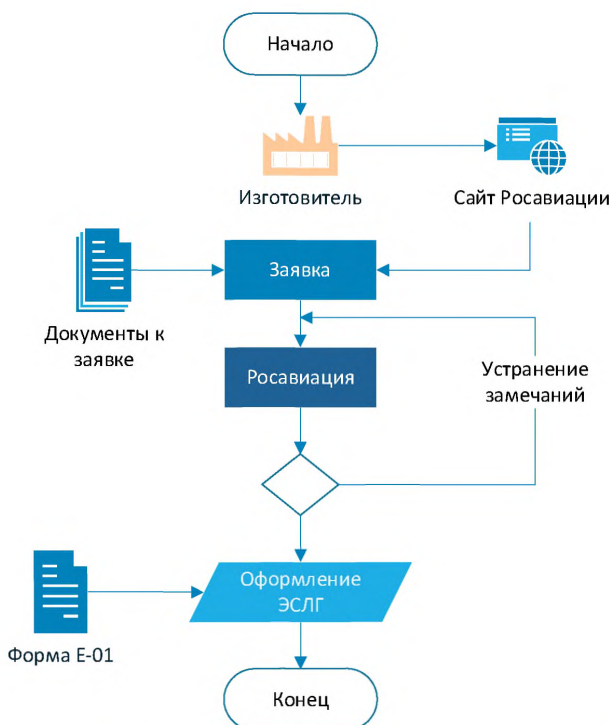 Начало
Изготовитель
Сайт Росавиации
Заявка
Документы к
заявке
Росавиация
Устранение
замечаний
Оформление
ЭСЛГ
Форма Е-01
Конец